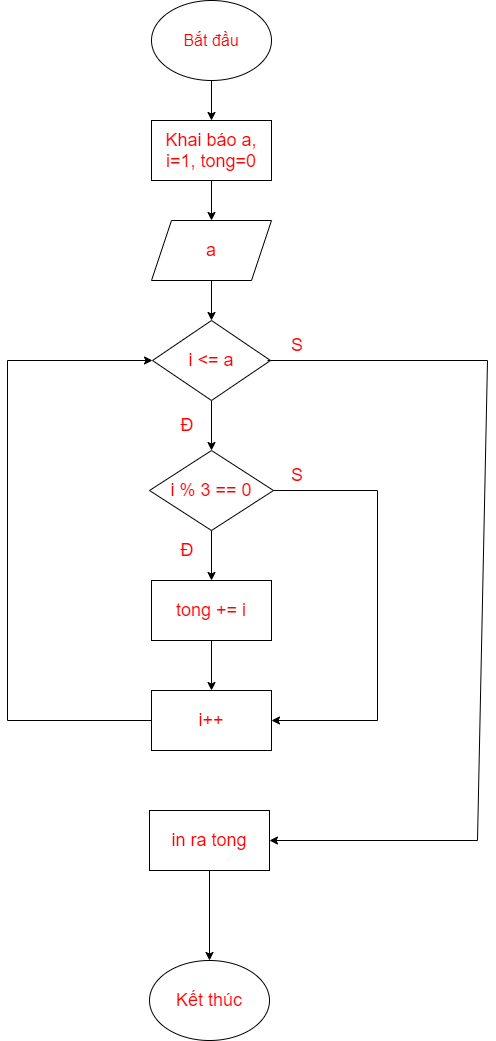 Bắt đầu
Khai báo a,
i=1, tong=0
a
i <= a
S
Đ
i % 3 == 0
S
Đ
tong += i
i++
in ra tong
Kết thúc